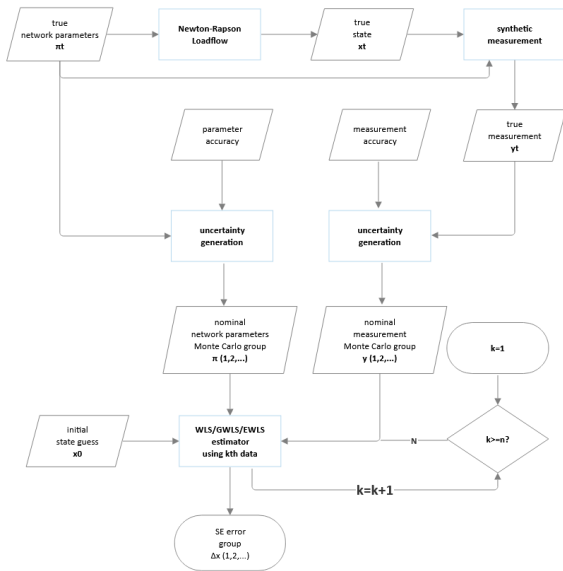 true
network parameters
πt
Newton-Rapson
Loadflow
true
state
xt
synthetic
measurement
parameter
accuracy
measurement
accuracy
true
measurement
yt
uncertainty
generation
uncertainty
generation
nominal
network parameters
Monte Carlo group
π (1,2,...)
nominal
measurement
Monte Carlo group
y (1,2,...)
k=1
initial
state guess
x0
WLS/GWLS/EWLS
estimator
using kth data
N
k>=n?
k=k+1
SE error
group
Δx (1,2,...)